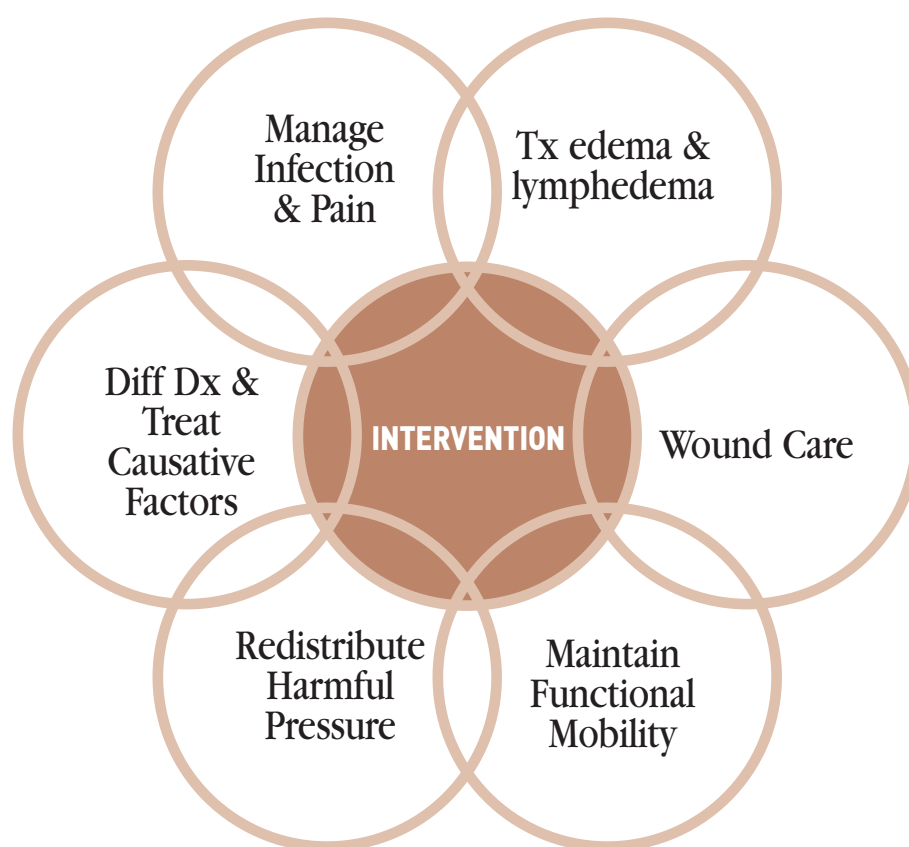 Manage
Infection
& Pain
Tx edema &
lymphedema
Diff Dx &
Treat
Causative
Factors
INTERVENTION
Wound Care
Redistribute
Harmful
Pressure
Maintain
Functional
Mobility